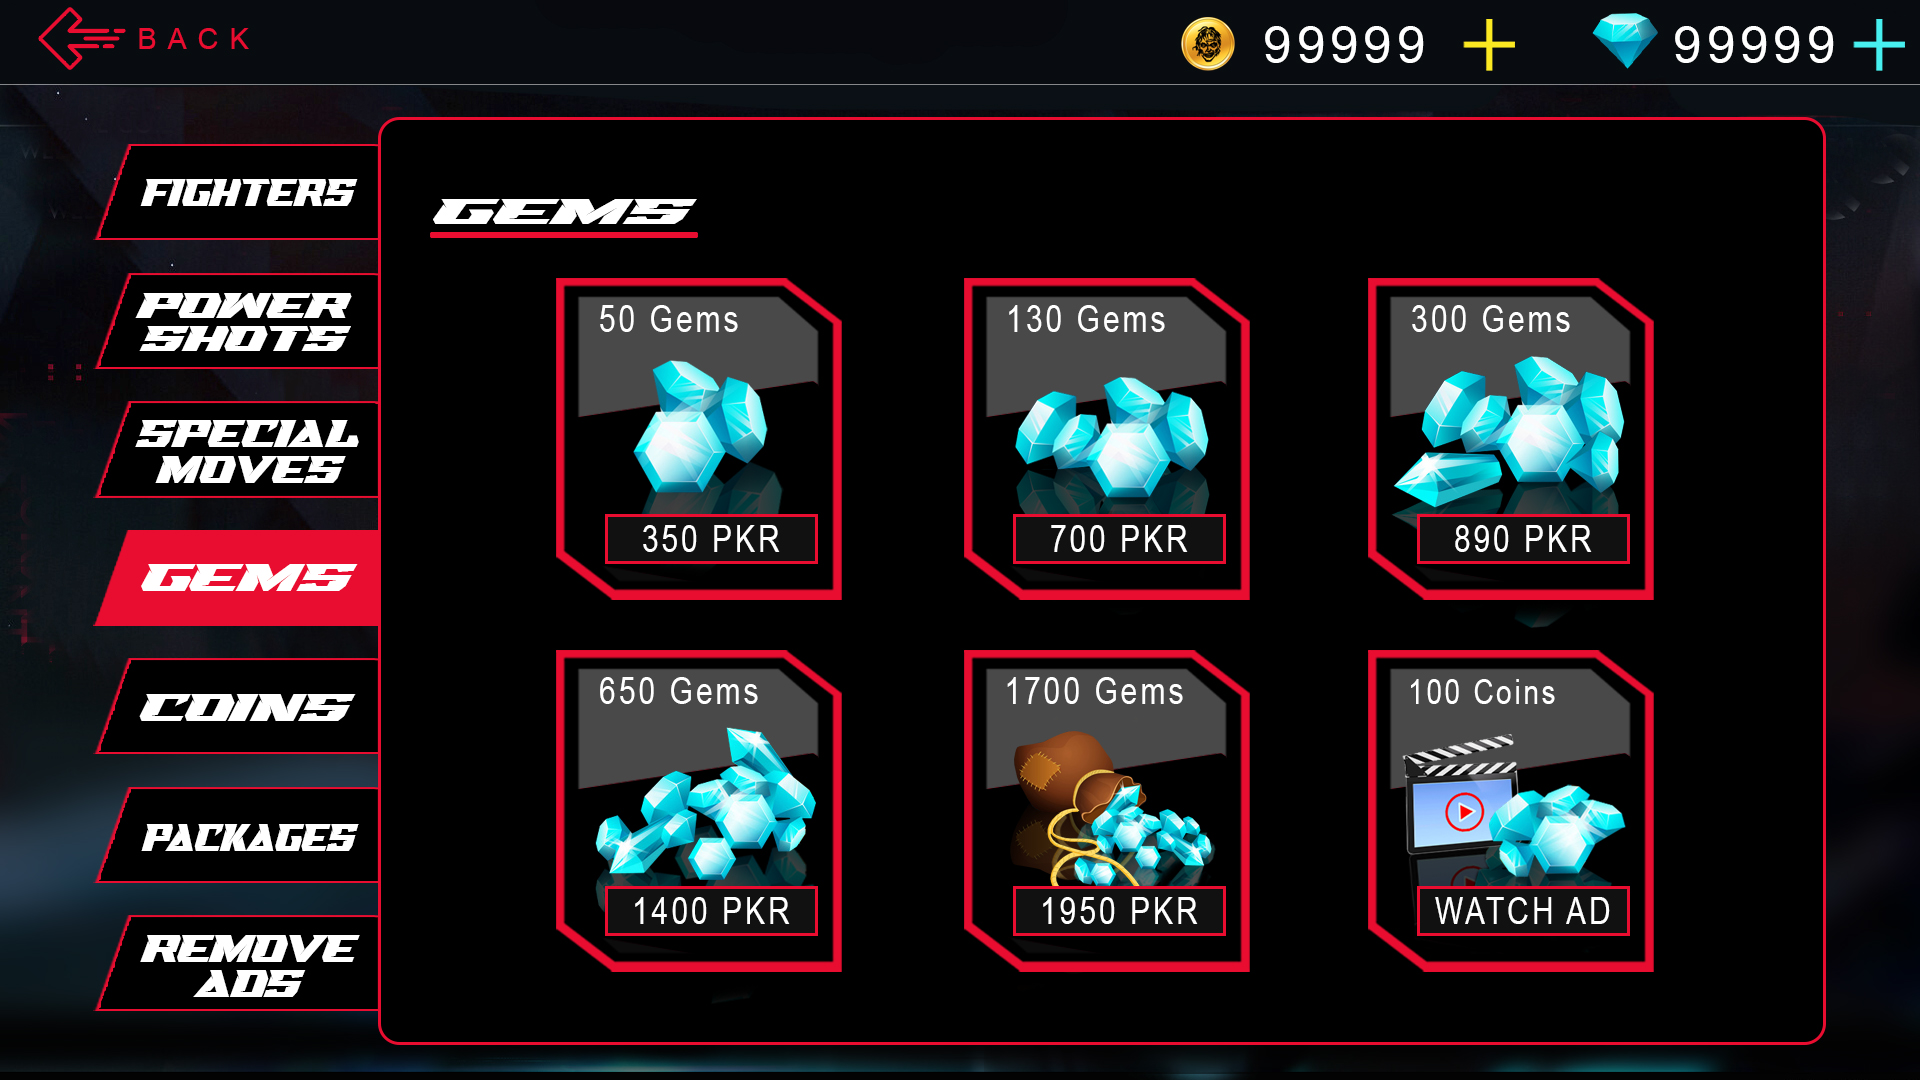 BACK
99999
99999
FIGHTERS
POWER
SHOTS
SPECIAL
MOVES
GEMS
COINS
PACKAGES
REMOVE
ADS
GEMS
50 Gems
350 PKR
130 Gems
700 PKR
300 Gems
890 PKR
650 Gems
1400 PKR
1700 Gems
1950 PKR
100 Coins
WATCH AD